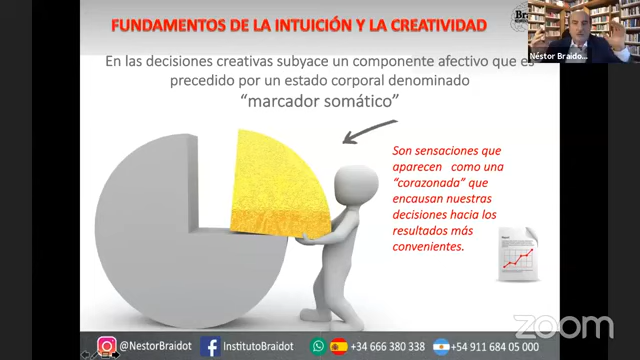 FUNDAMENTOS DE LA INTUICIÓN Y LA CREATIVIDAD
Néstor Braido...
En las decisiones creativas subyace un componente afectivo que es
precedido por un estado corporal denominado
“marcador somático”
Son sensaciones que
aparecen como una
“corazonada” que
encausan nuestras
decisiones hacia los
resultados más
convenientes.
zoom
@NestorBraidot
InstitutoBraidot
+34 666 380 338
+54 911 684 05 000